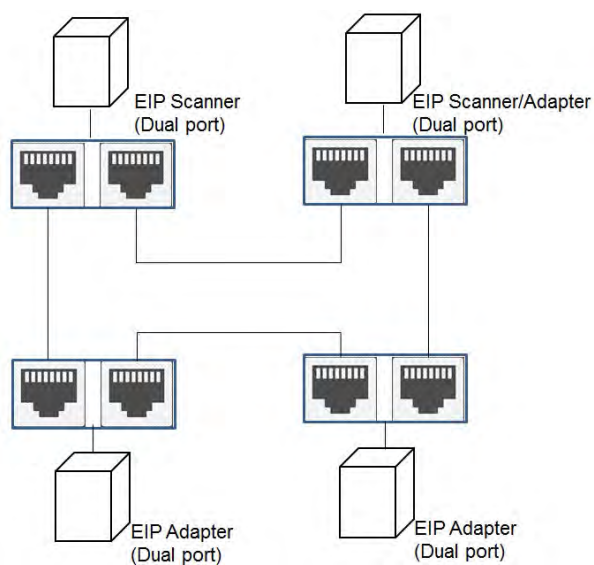 EIP Scanner
(Dual port)
EIP Scanner/Adapter
(Dual port)
EIP Adapter
(Dual port)
EIP Adapter
(Dual port)